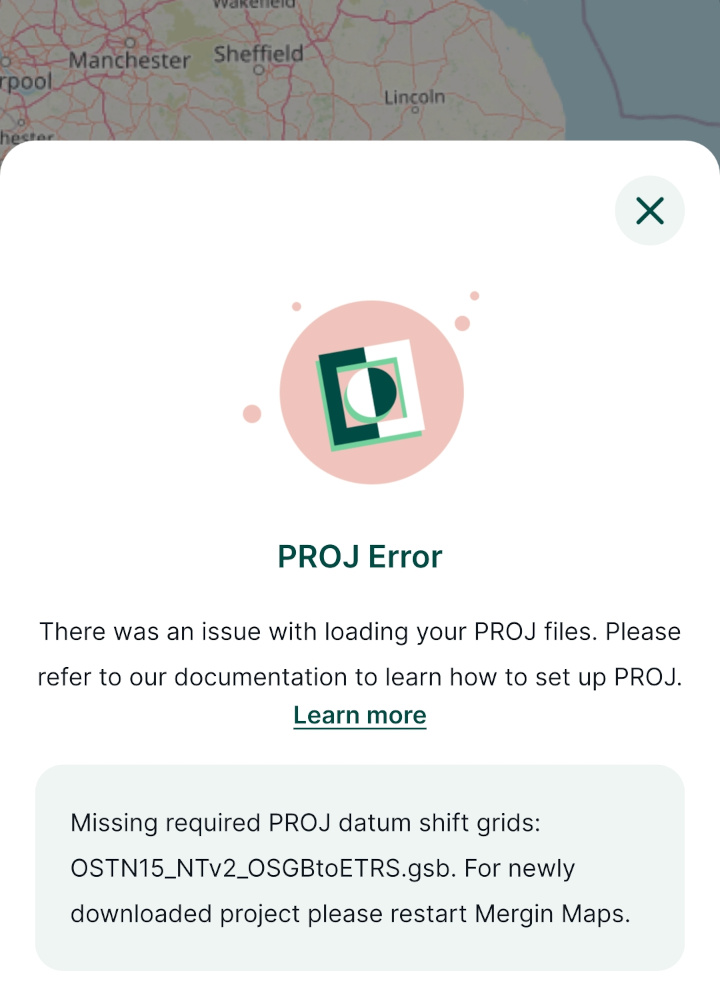 Wakefield
Manchester
Sheffield
rpool
Lincoln
hester
PROJ Error
There was an issue with loading your PROJ files. Please
refer to our documentation to learn how to set up PROJ.
Learn more
Missing required PROJ datum shift grids:
OSTN15_NTv2_OSGBtoETRS.gsb. For newly
downloaded project please restart Mergin Maps.